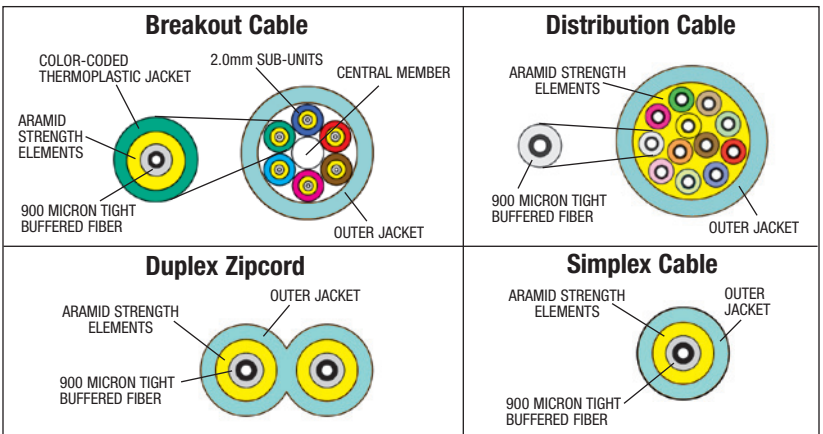 Breakout Cable
COLOR-CODED
THERMOPLASTIC JACKET
2.0mm SUB-UNITS
CENTRAL MEMBER
ARAMID
STRENGTH
ELEMENTS
900 MICRON TIGHT
BUFFERED FIBER
OUTER JACKET
Distribution Cable
ARAMID STRENGTH
ELEMENTS
900 MICRON TIGHT
BUFFERED FIBER
OUTER JACKET
Duplex Zipcord
OUTER JACKET
ARAMID STRENGTH
ELEMENTS
900 MICRON TIGHT
BUFFERED FIBER
Simplex Cable
ARAMID STRENGTH
ELEMENTS
OUTER
JACKET
900 MICRON TIGHT
BUFFERED FIBER